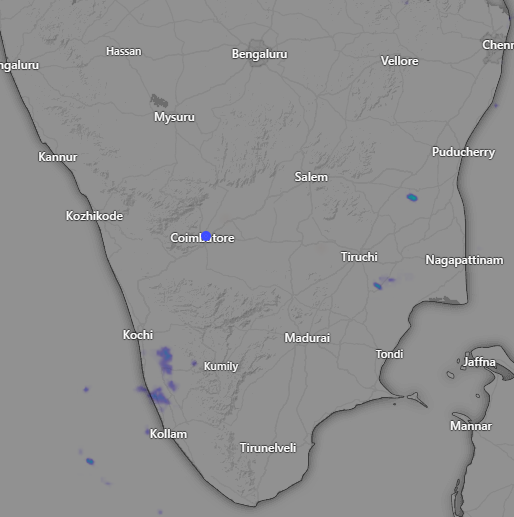 Hassan
Bengaluru
Chenn
ngaluru
Vellore
Mysuru
Kannur
Puducherry
Salem
Kozhikode
Coimbatore
Tiruchi
Nagapattinam
Kochi
Madurai
Tondi
Jaffna
Kumily
Mannar
Kollam
Tirunelveli